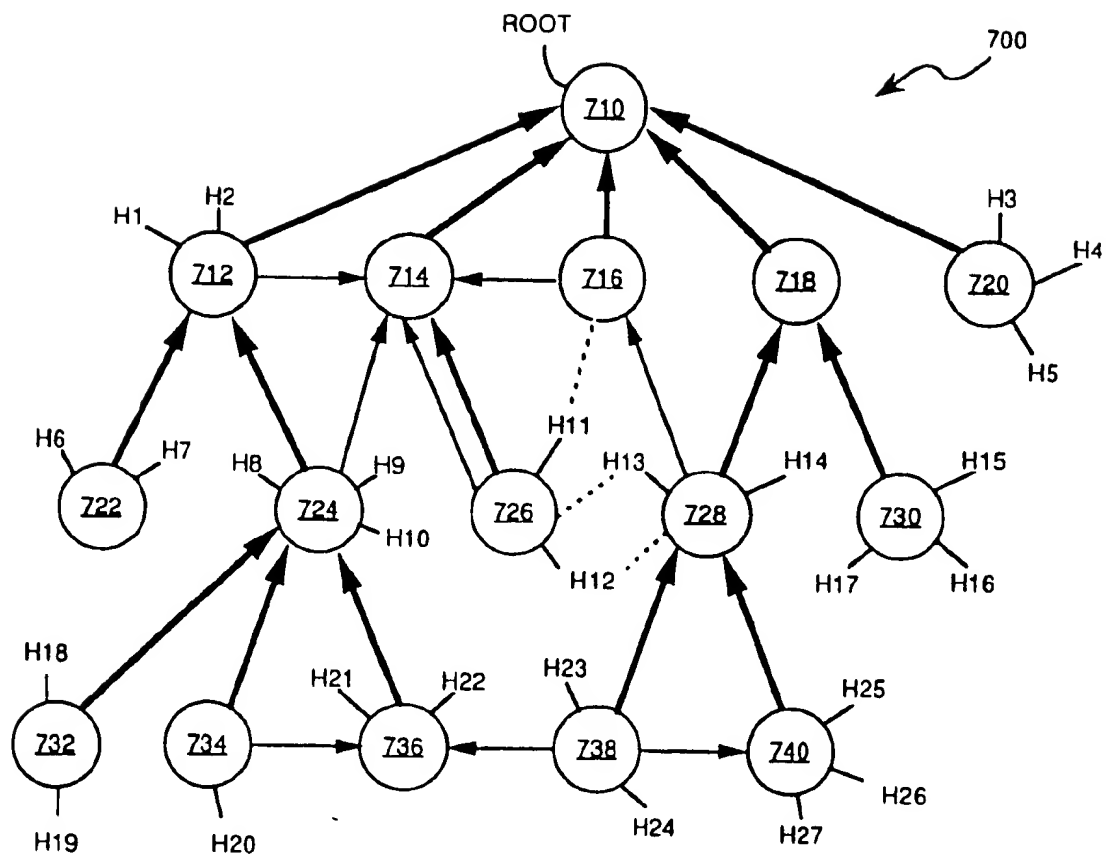 ROOT
700
710
H1 H2 H3
H4
712 714 716 718 720
H5
H6 H7 H8 H9 H11 H13 H14 H15
722 724 726 728 730
H10 H12 H17 H16
H18 H21 H22 H23 H25
732 734 736 738 740
H19 H20 H24 H27 H26